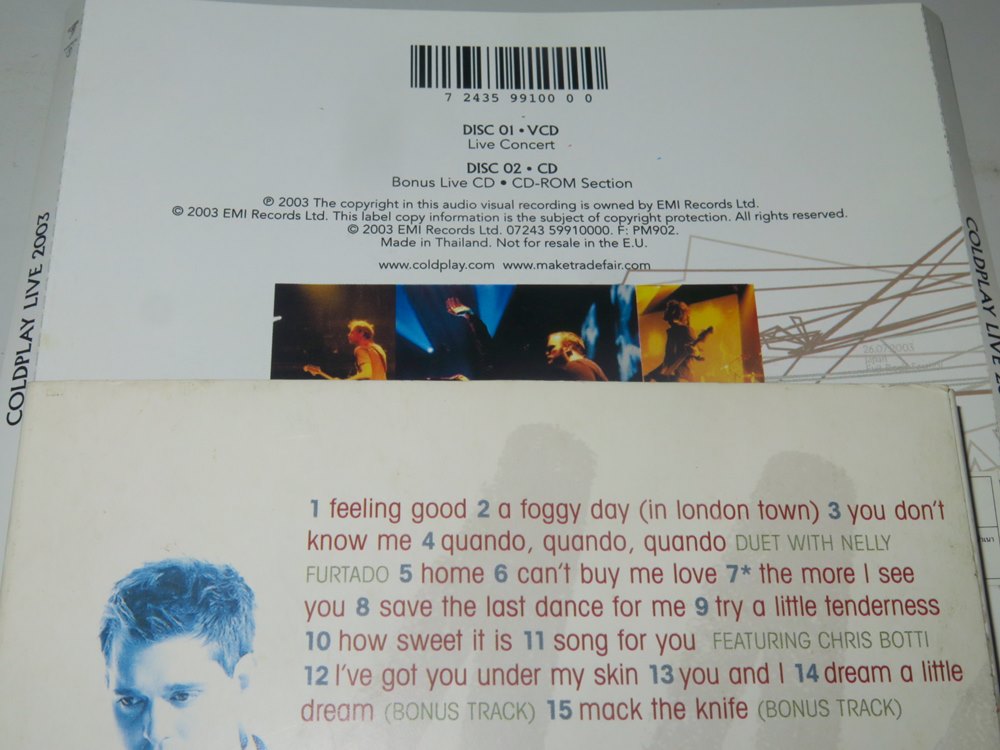 7 24359 91000 0
DISC 01 • VCD
Live Concert
DISC 02 • CD
Bonus Live CD • CD-ROM Section
℗ 2003 The copyright in this audio visual recording is owned by EMI Records Ltd.
© 2003 EMI Records Ltd. This label copy information is the subject of copyright protection. All rights reserved.
© 2003 EMI Records Ltd. 07243 59910000. F: PM902.
Made in Thailand. Not for resale in the E.U.
www.coldplay.com www.maketradefair.com
COLDPLAY LIVE 2003
COLDPLAY LIVE 2
26.07.2003
1 feeling good 2 a foggy day (in london town) 3 you don't
know me 4 quando, quando, quando DUET WITH NELLY
FURTADO 5 home 6 can't buy me love 7* the more I see
you 8 save the last dance for me 9 try a little tenderness
10 how sweet it is 11 song for you FEATURING CHRIS BOTTI
12 I've got you under my skin 13 you and I 14 dream a little
dream (BONUS TRACK) 15 mack the knife (BONUS TRACK)